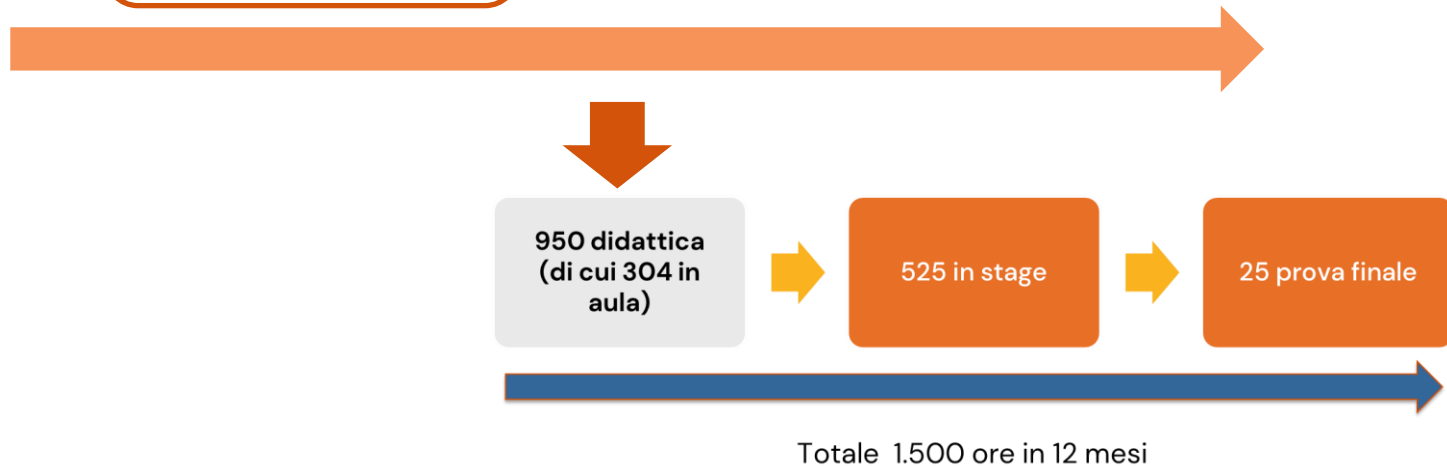 950 didattica
(di cui 304 in
aula)
525 in stage
25 prova finale
Totale 1.500 ore in 12 mesi